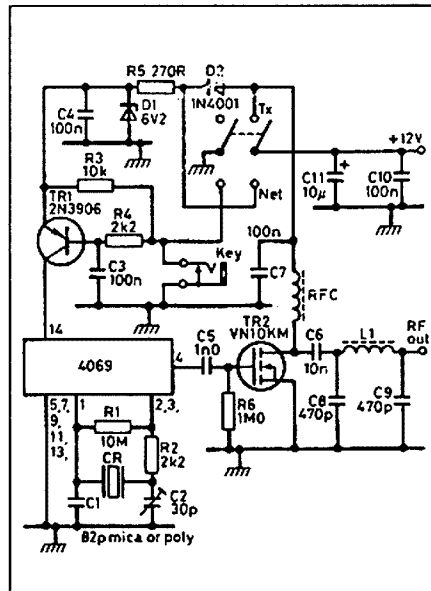 R5 270R
D2
1N4001
Tx
+12V
C4
100n
D1
6V2
R3
10k
TR1
2N3906
R4
2k2
C3
100n
Key
Net
C11
10μ
+
C10
100n
100n
C7
RFC
14
4069
4
5,7,
9,
11,
13,
1
2,3,
C5
1n0
TR2
VN10KM
C6
10n
L1
RF
out
R6
1M0
C8
470p
C9
470p
R1
10M
R2
2k2
CR
C1
C2
30p
82p mica or poly